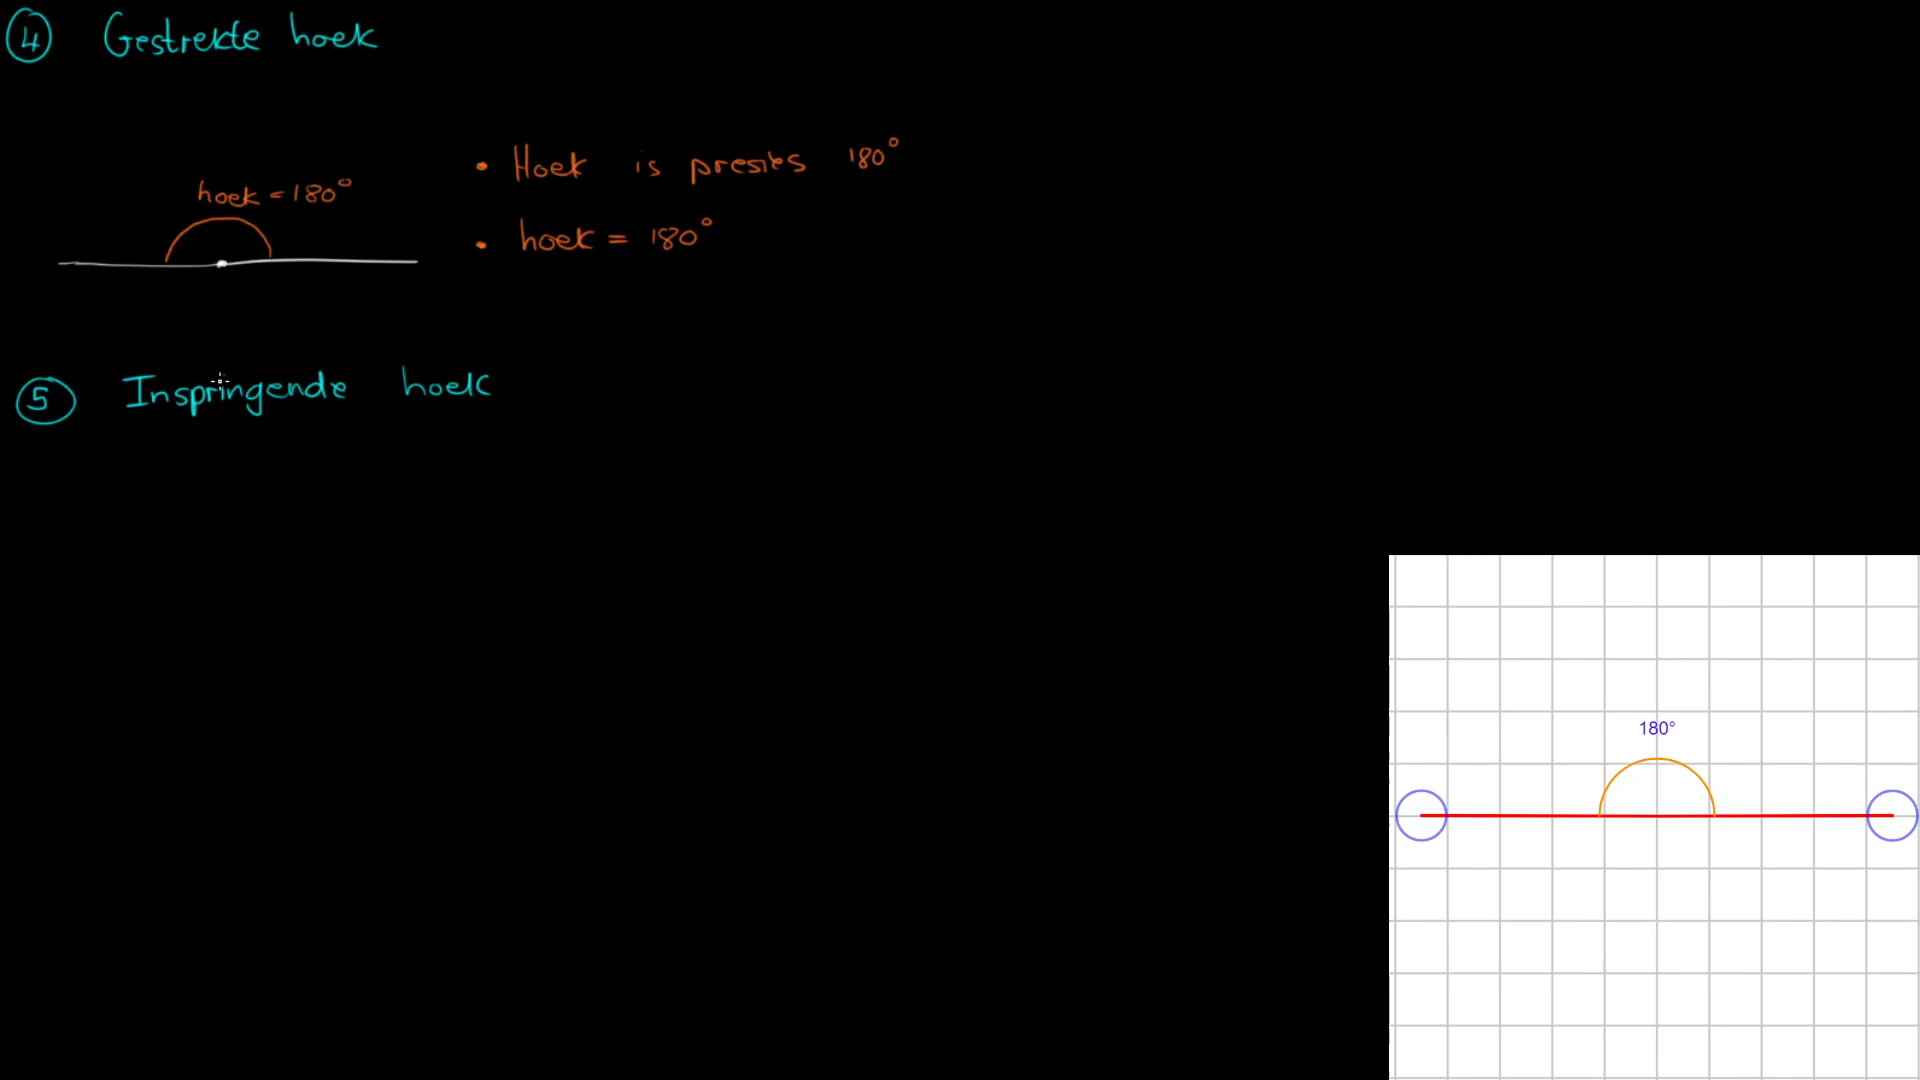 4 Gestrekte hoek
• Hoek is presies 180°
hoek = 180°
• hoek = 180°
5 Inspringende hoek
180°